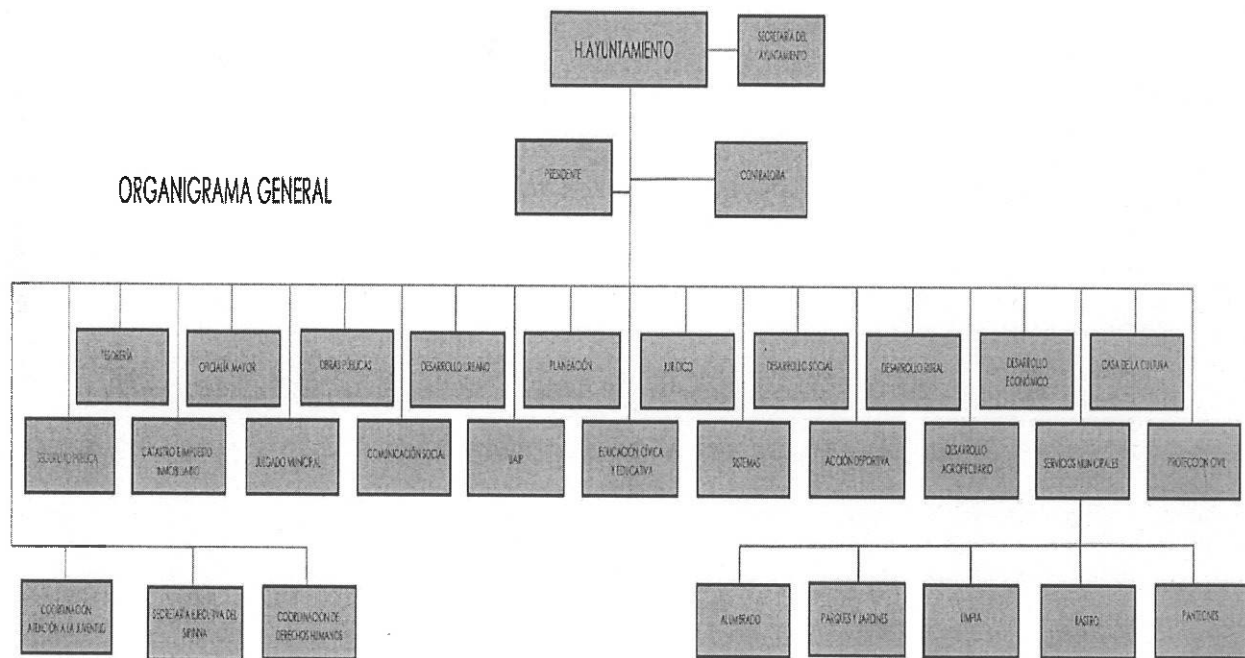 H.AYUNTAMIENTO
SECRETARÍA DEL
AYUNTAMIENTO
PRESIDENTE
CONTRALORIA
ORGANIGRAMA GENERAL
TESORERÍA
OFICIALÍA MAYOR
OBRAS PÚBLICAS
DESARROLLO URBANO
PLANEACIÓN
JURÍDICO
DESARROLLO SOCIAL
DESARROLLO RURAL
DESARROLLO
ECONÓMICO
CASA DE LA CULTURA
SEGURIDAD PÚBLICA
CATASTRO E IMPUESTO
INMOBILIARIO
JUZGADO MUNICIPAL
COMUNICACIÓN SOCIAL
UAIP
EDUCACIÓN CÍVICA
Y EDUCATIVA
SISTEMAS
ACCIÓN DEPORTIVA
DESARROLLO
AGROPECUARIO
SERVICIOS MUNICIPALES
PROTECCIÓN CIVIL
COORDINACIÓN
ATENCIÓN A LA JUVENTUD
SECRETARÍA EJECUTIVA DEL
SIPINNA
COORDINACIÓN DE
DERECHOS HUMANOS
ALUMBRADO
PARQUES Y JARDINES
LIMPIA
RASTRO
PANTEONES